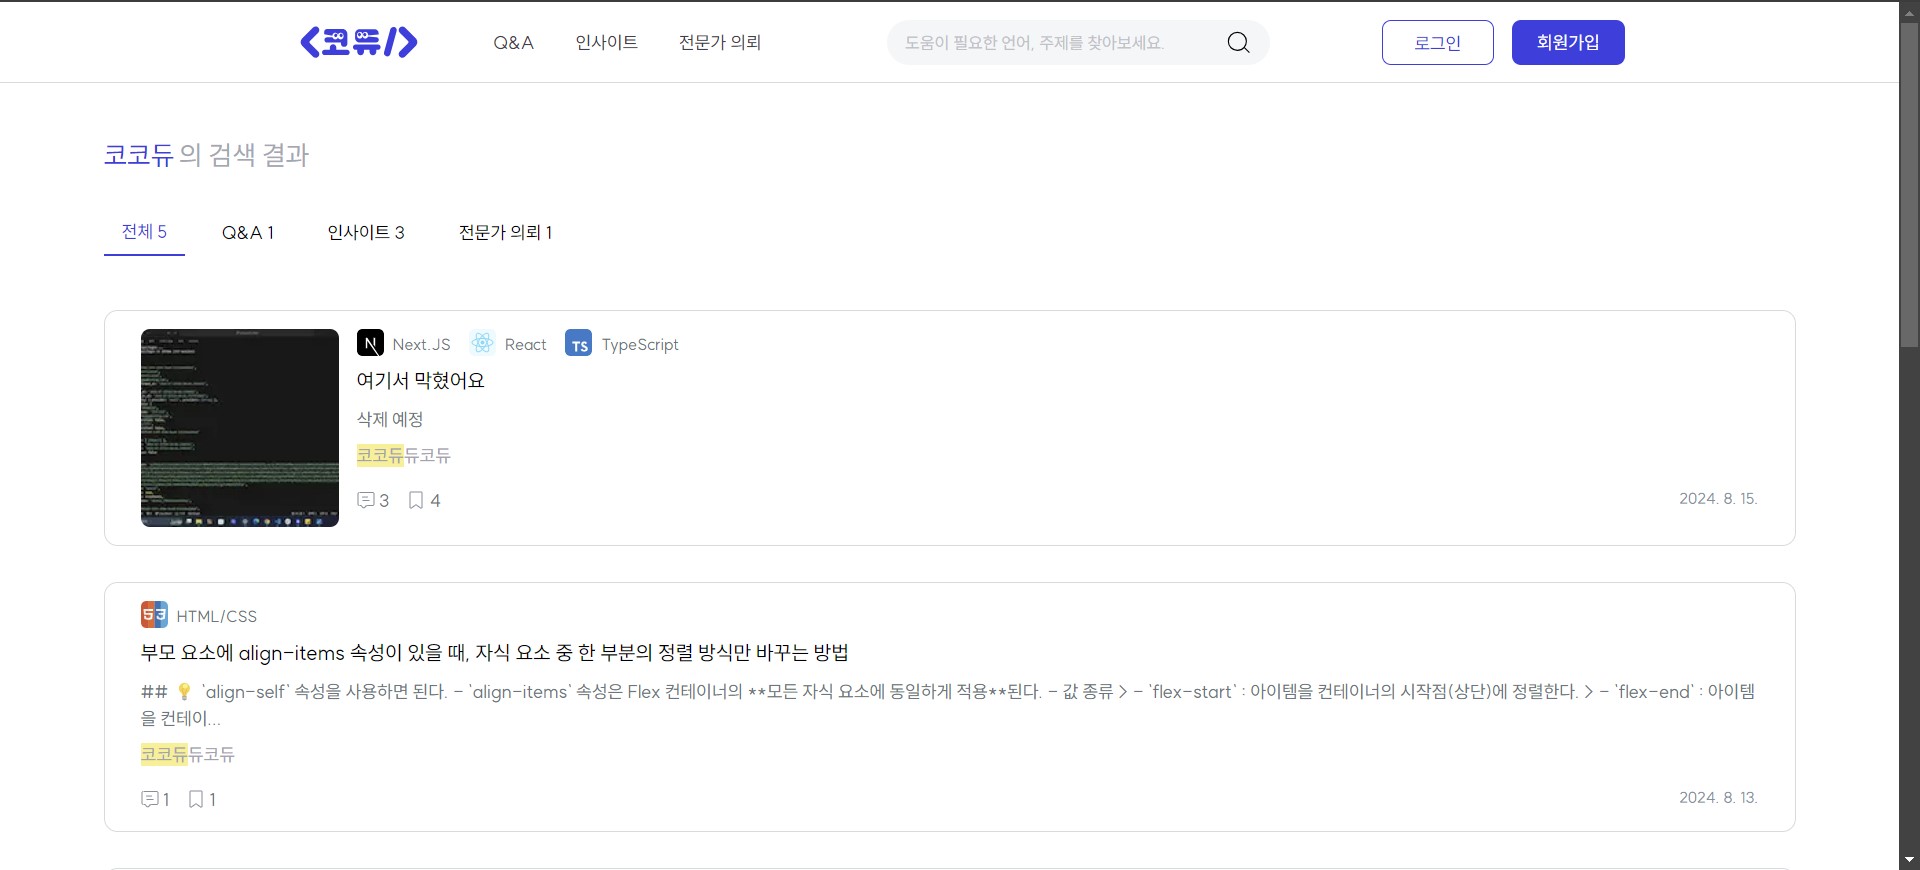 <코듀/>
Q&A 인사이트 전문가 의뢰 도움이 필요한 언어, 주제를 찾아보세요. 로그인 회원가입
코코듀 의 검색 결과
전체 5 Q&A 1 인사이트 3 전문가 의뢰 1
Next.JS React TS TypeScript
여기서 막혔어요
삭제 예정
코코듀듀코듀
3 4 2024. 8. 15.
53 HTML/CSS
부모 요소에 align-items 속성이 있을 때, 자식 요소 중 한 부분의 정렬 방식만 바꾸는 방법
## 💡 `align-self` 속성을 사용하면 된다. - `align-items` 속성은 Flex 컨테이너의 **모든 자식 요소에 동일하게 적용**된다. - 값 종류 > - `flex-start` : 아이템을 컨테이너의 시작점(상단)에 정렬한다. > - `flex-end` : 아이템
을 컨테이...
코코듀듀코듀
1 1 2024. 8. 13.